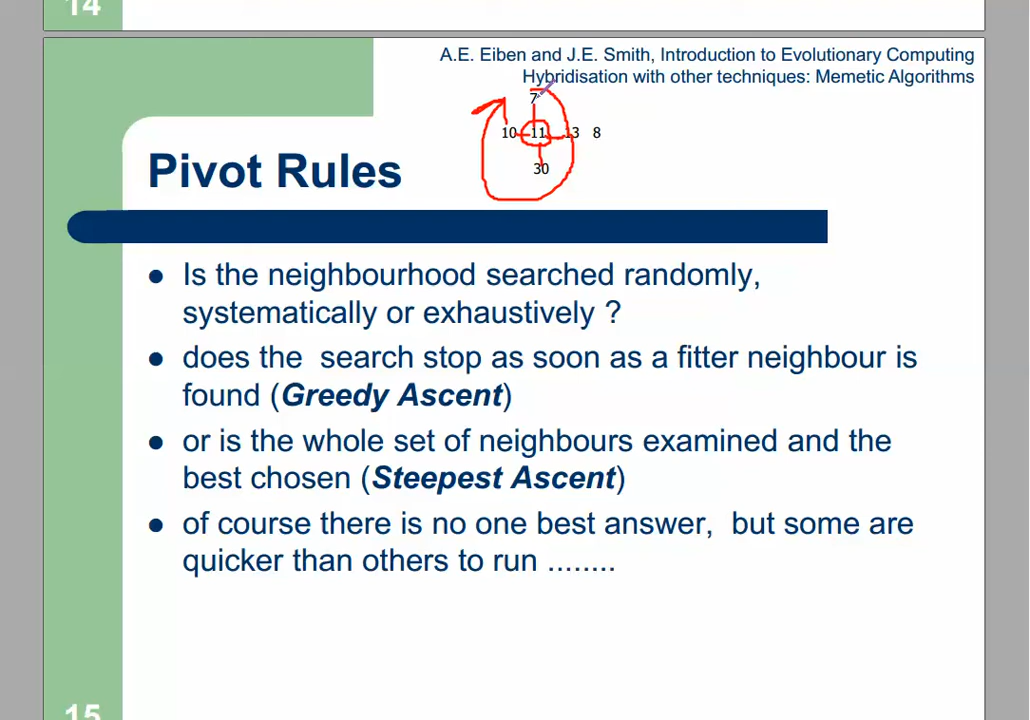 14
A.E. Eiben and J.E. Smith, Introduction to Evolutionary Computing
Hybridisation with other techniques: Memetic Algorithms
7
10 11 13 8
30
Pivot Rules
● Is the neighbourhood searched randomly,
systematically or exhaustively ?
● does the search stop as soon as a fitter neighbour is
found (Greedy Ascent)
● or is the whole set of neighbours examined and the
best chosen (Steepest Ascent)
● of course there is no one best answer, but some are
quicker than others to run ........
15